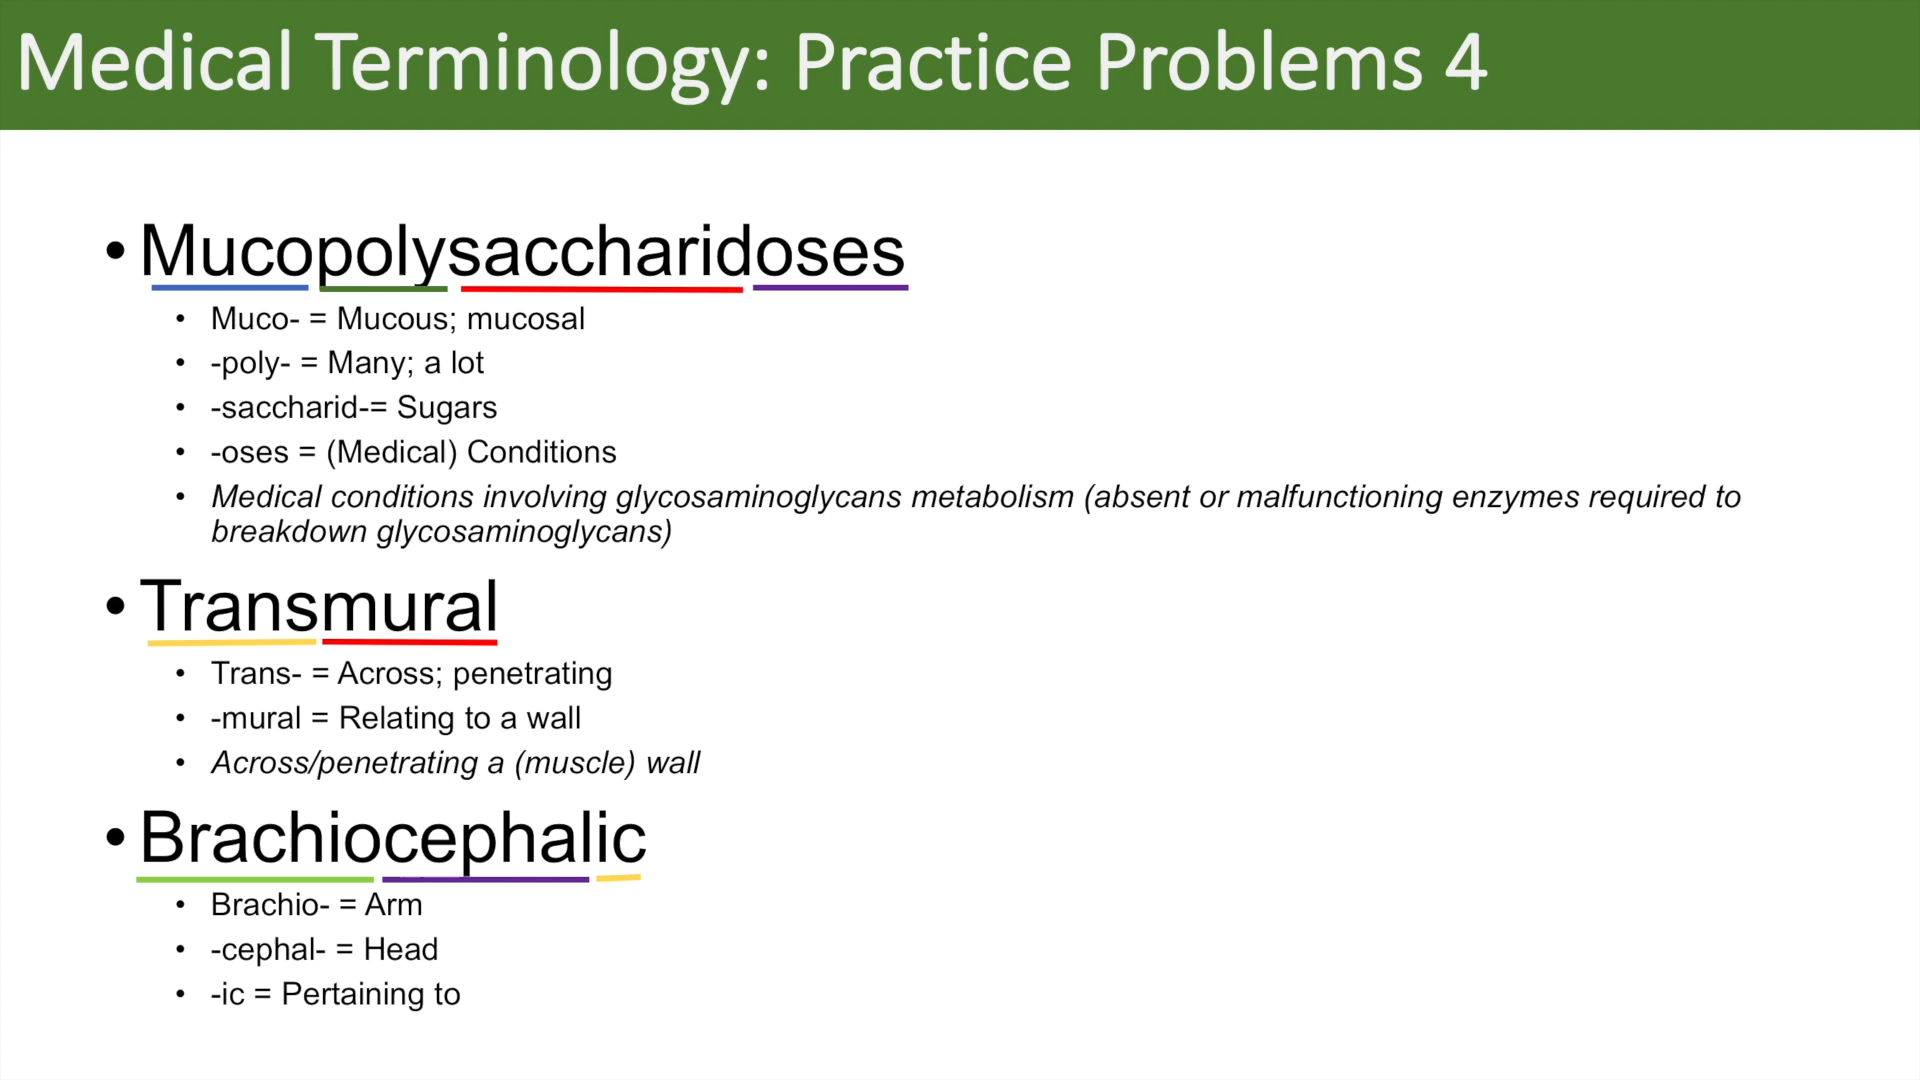 Medical Terminology: Practice Problems 4
• Mucopolysaccharidoses
• Muco- = Mucous; mucosal
• -poly- = Many; a lot
• -saccharid-= Sugars
• -oses = (Medical) Conditions
• Medical conditions involving glycosaminoglycans metabolism (absent or malfunctioning enzymes required to
breakdown glycosaminoglycans)
• Transmural
• Trans- = Across; penetrating
• -mural = Relating to a wall
• Across/penetrating a (muscle) wall
• Brachiocephalic
• Brachio- = Arm
• -cephal- = Head
• -ic = Pertaining to